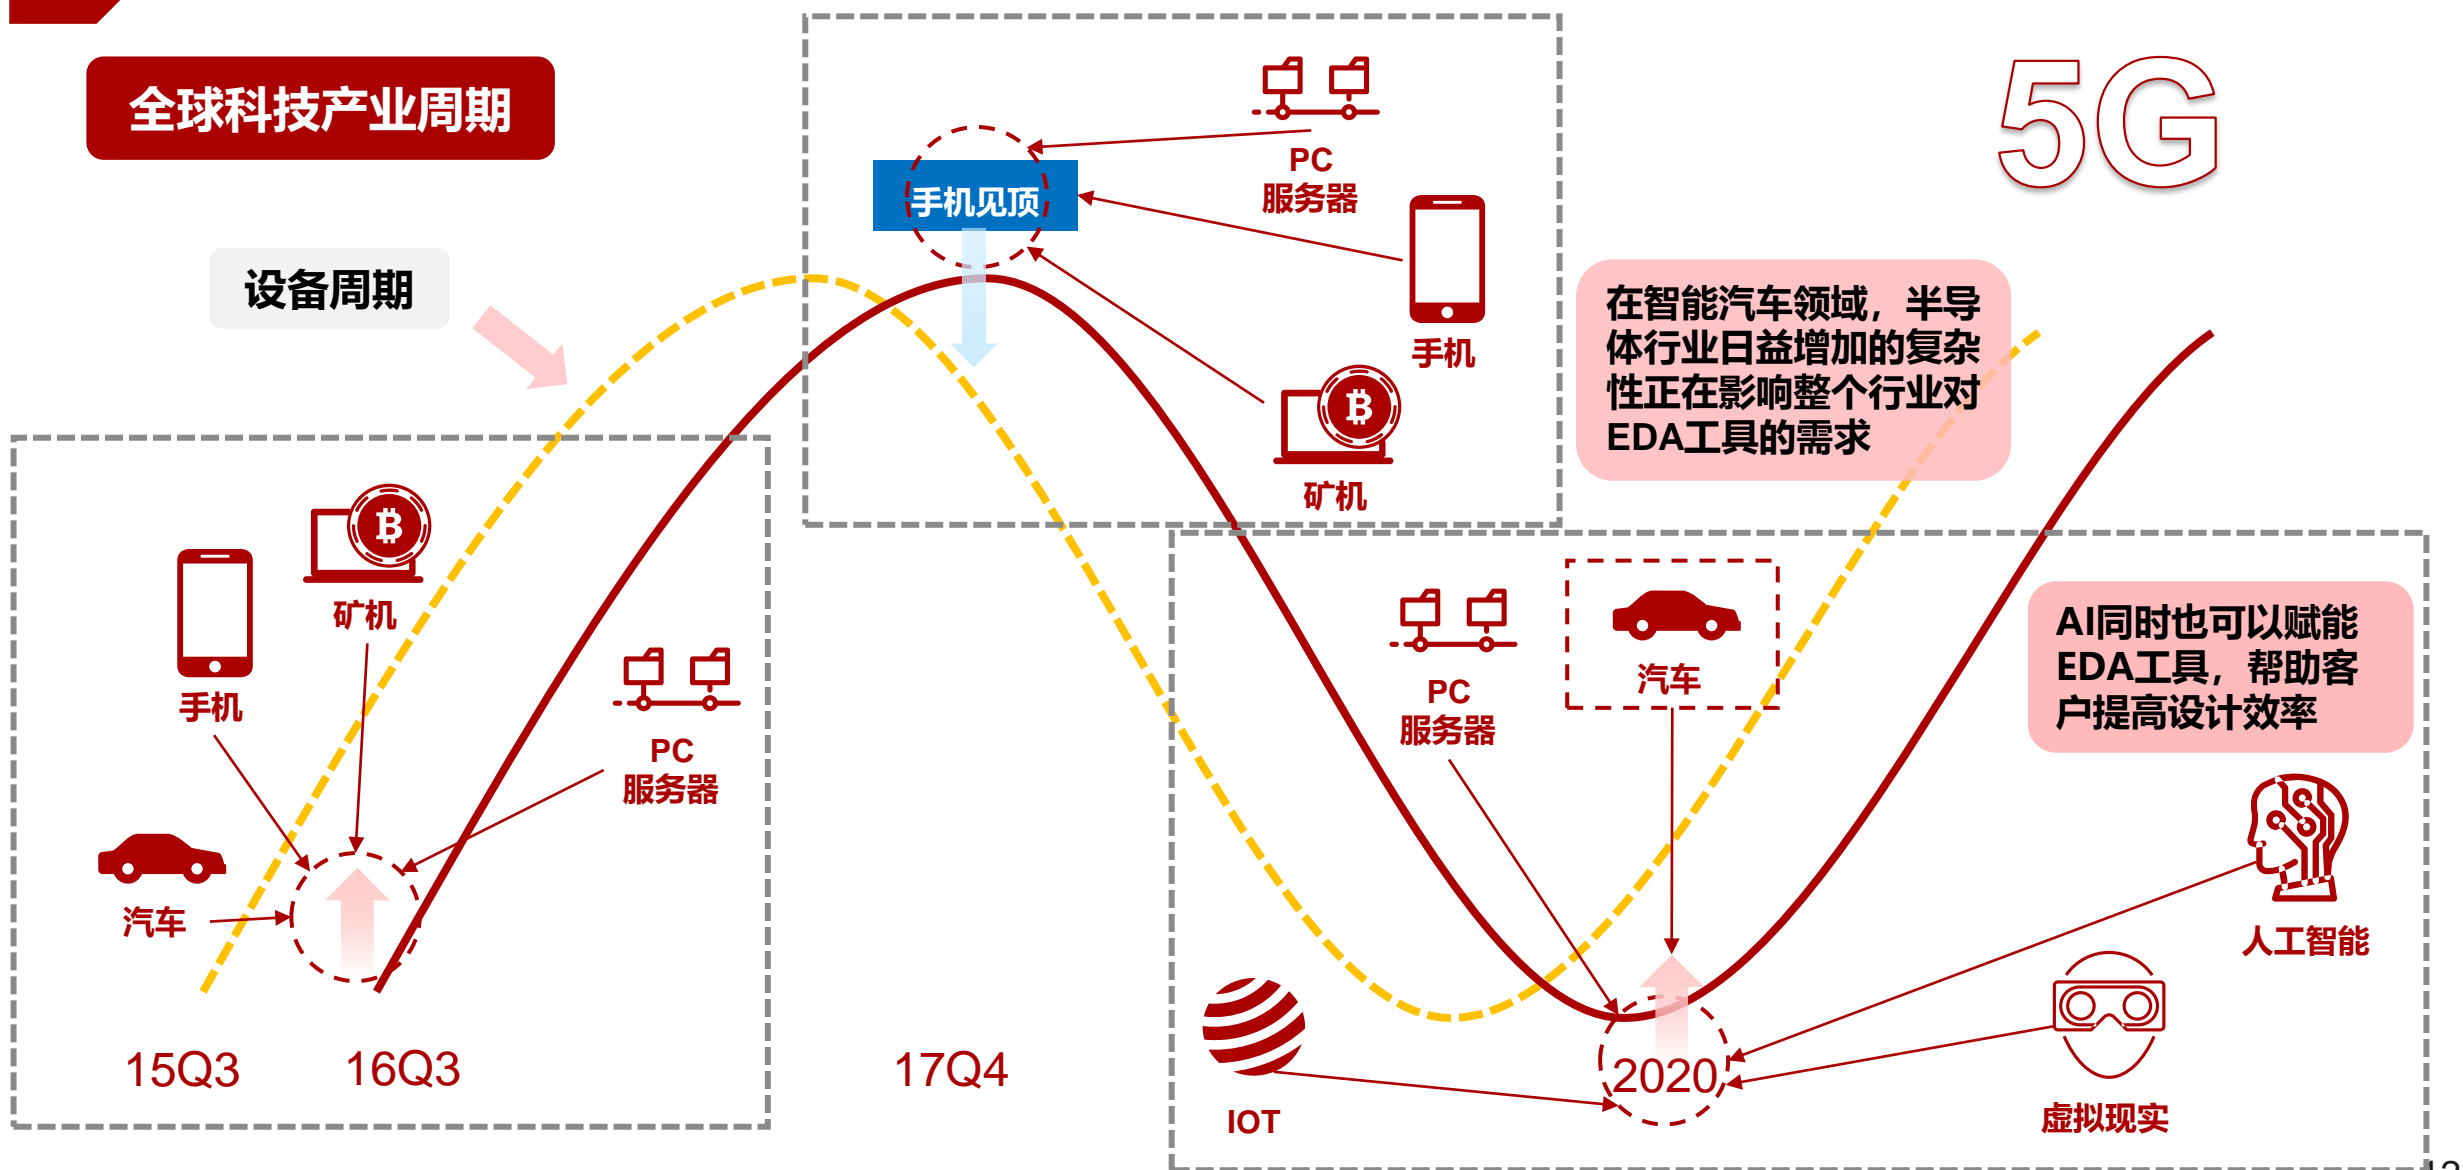 全球科技产业周期
5G
设备周期
手机见顶
PC
服务器
手机
矿机
在智能汽车领域，半导
体行业日益增加的复杂
性正在影响整个行业对
EDA工具的需求
矿机
手机
PC
服务器
汽车
15Q3
16Q3
17Q4
PC
服务器
汽车
AI同时也可以赋能
EDA工具，帮助客
户提高设计效率
人工智能
虚拟现实
IOT
2020